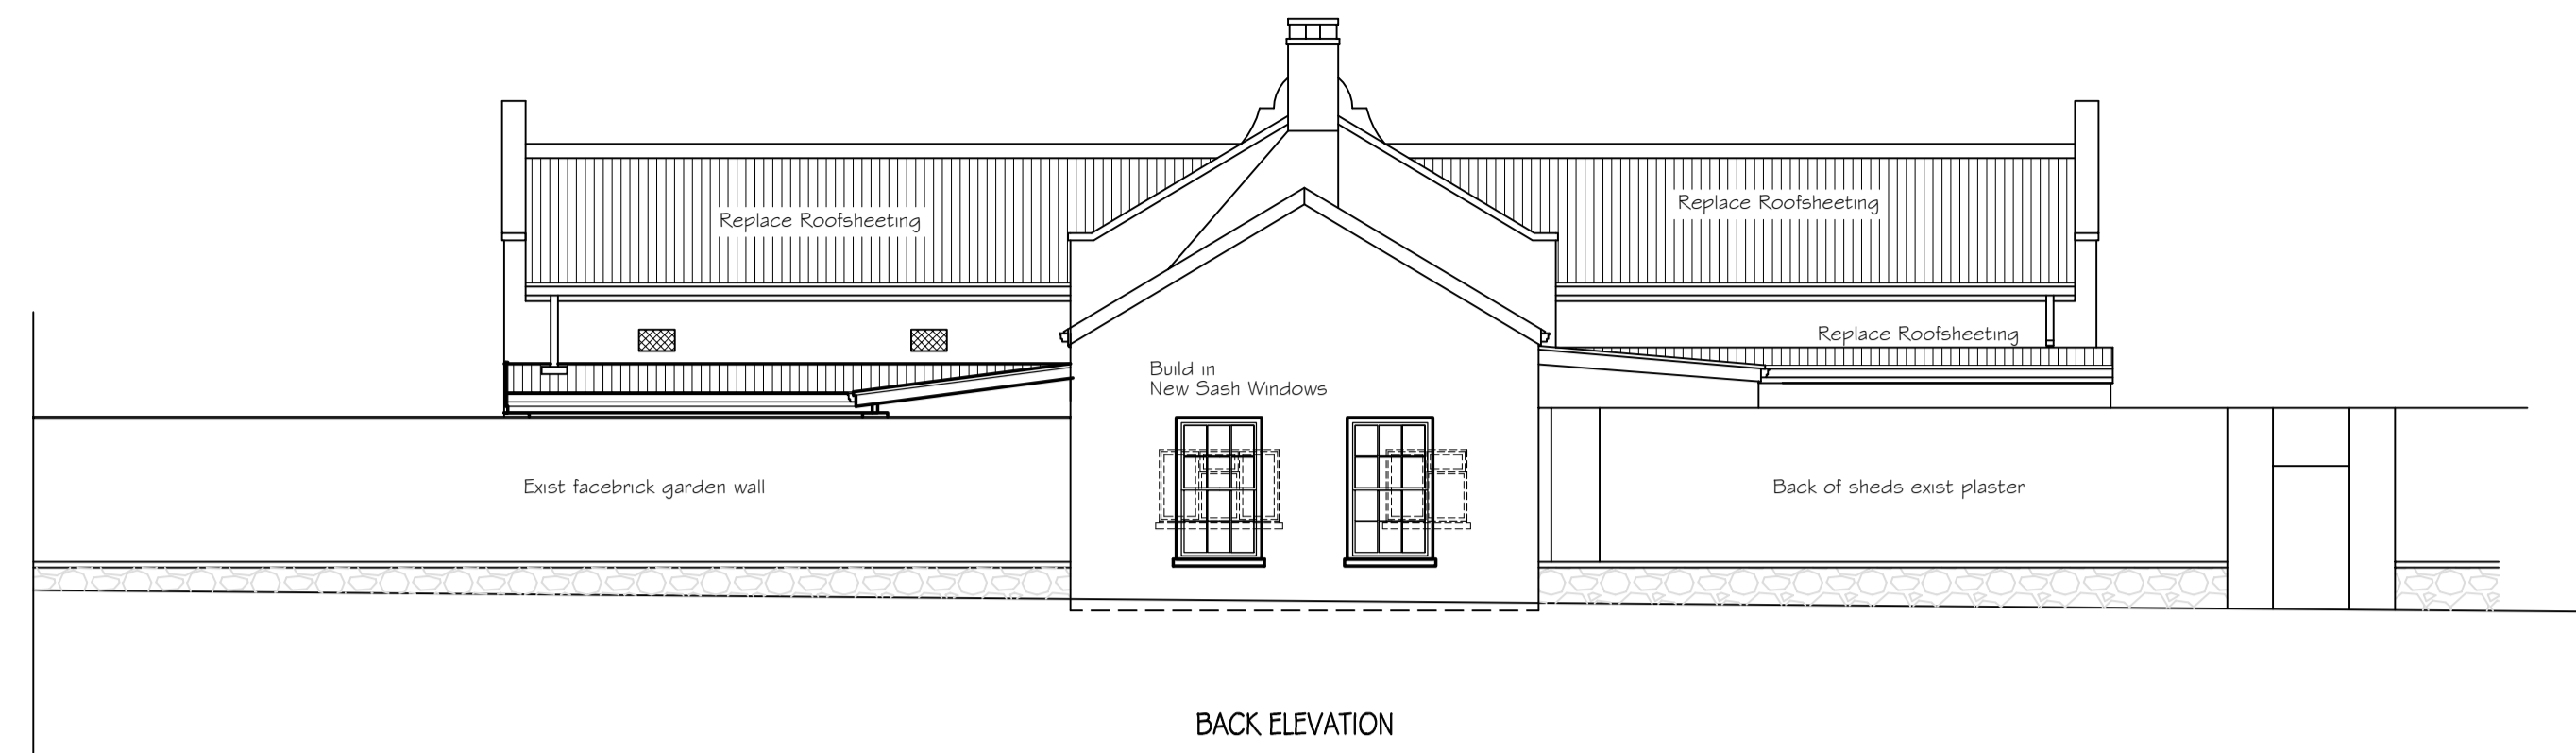 Replace Roofsheeting
Replace Roofsheeting
Replace Roofsheeting
Build in
New Sash Windows
Exist facebrick garden wall
Back of sheds exist plaster
BACK ELEVATION